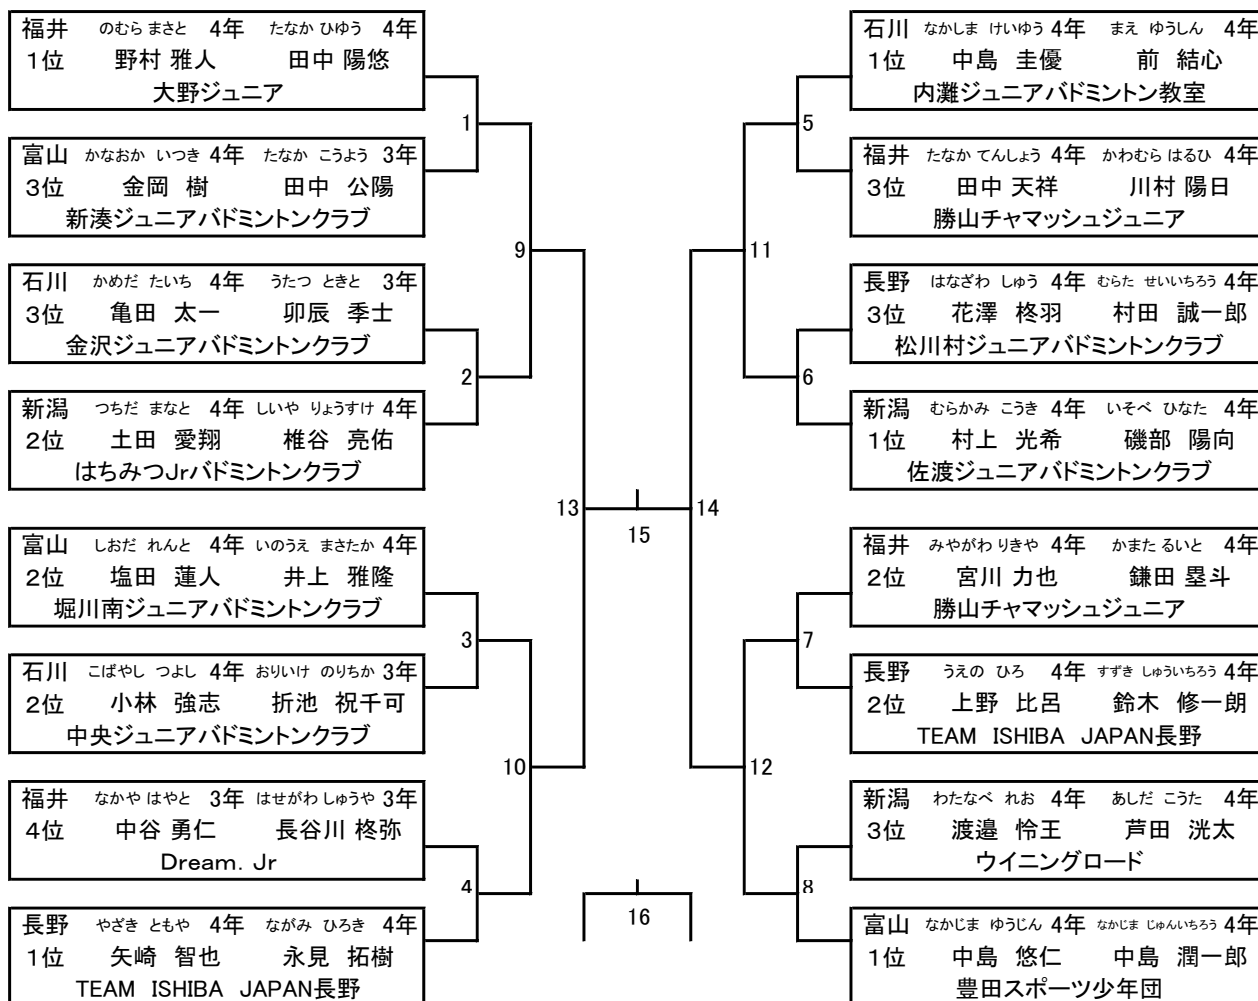 福井 のむら まさと 4年 たなか ひゆう 4年
1位 野村 雅人 田中 陽悠
大野ジュニア
富山 かなおか いつき 4年 たなか こうよう 3年
3位 金岡 樹 田中 公陽
新湊ジュニアバドミントンクラブ
石川 かめだ たいち 4年 うたつ ときと 3年
3位 亀田 太一 卯辰 季士
金沢ジュニアバドミントンクラブ
新潟 つちだ まなと 4年 しいや りょうすけ 4年
2位 土田 愛翔 椎谷 亮佑
はちみつJrバドミントンクラブ
富山 しおだ れんと 4年 いのうえ まさたか 4年
2位 塩田 蓮人 井上 雅隆
堀川南ジュニアバドミントンクラブ
石川 こばやし つよし 4年 おりいけ のりちか 3年
2位 小林 強志 折池 祝千可
中央ジュニアバドミントンクラブ
福井 なかや はやと 3年 はせがわ しゅうや 3年
4位 中谷 勇仁 長谷川 柊弥
Dream. Jr
長野 やざき ともや 4年 ながみ ひろき 4年
1位 矢崎 智也 永見 拓樹
TEAM ISHIBA JAPAN長野
1
2
3
4
9
10
13
15
16
14
11
12
5
6
7
8
石川 なかしま けいゆう 4年 まえ ゆうしん 4年
1位 中島 圭優 前 結心
内灘ジュニアバドミントン教室
福井 たなか てんしょう 4年 かわむら はるひ 4年
3位 田中 天祥 川村 陽日
勝山チャマッシュジュニア
長野 はなざわ しゅう 4年 むらた せいいちろう 4年
3位 花澤 柊羽 村田 誠一郎
松川村ジュニアバドミントンクラブ
新潟 むらかみ こうき 4年 いそべ ひなた 4年
1位 村上 光希 磯部 陽向
佐渡ジュニアバドミントンクラブ
福井 みやがわ りきや 4年 かまた るいと 4年
2位 宮川 力也 鎌田 塁斗
勝山チャマッシュジュニア
長野 うえの ひろ 4年 すずき しゅういちろう 4年
2位 上野 比呂 鈴木 修一朗
TEAM ISHIBA JAPAN長野
新潟 わたなべ れお 4年 あしだ こうた 4年
3位 渡邉 怜王 芦田 洸太
ウイニングロード
富山 なかじま ゆうじん 4年 なかじま じゅんいちろう 4年
1位 中島 悠仁 中島 潤一郎
豊田スポーツ少年団